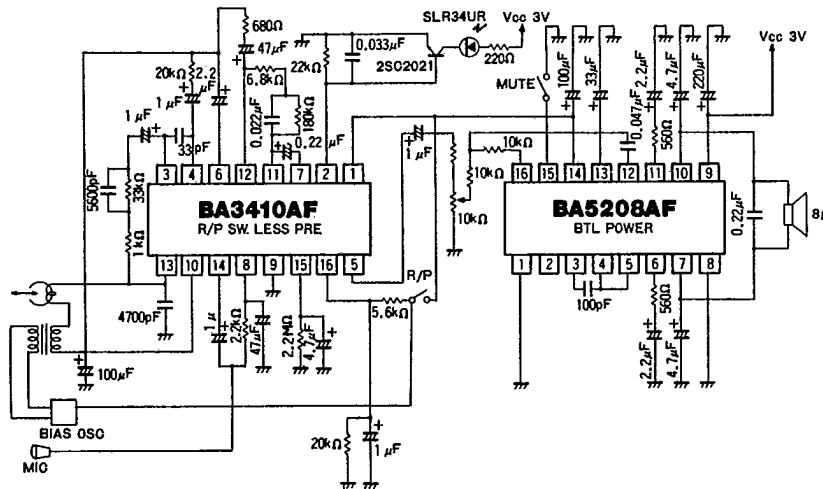 SLR34UR
Vcc 3V
Vcc 3V
680Ω
47μF
0.033μF
2SC2021
220Ω
20kΩ
2.2
μF
1μF
1μF
33pF
6.8kΩ
22kΩ
0.022μF
180kΩ
0.22μF
MUTE
100μF
33μF
0.047μF
2.2μF
4.7μF
220μF
560Ω
1μF
10kΩ
10kΩ
10kΩ
5600pF
33kΩ
1kΩ
3 4 6 12 11 7 2 1
BA3410AF
R/P SW. LESS PRE
13 10 14 8 9 15 16 5
16 15 14 13 12 11 10 9
BA5208AF
BTL POWER
1 2 3 4 5 6 7 8
0.22μF
8Ω
R/P
5.6kΩ
4700pF
1μ
2.2kΩ
47μF
2.2MΩ
4.7μF
100pF
560Ω
2.2μF
4.7μF
100μF
BIAS OSC
MIC
20kΩ
1μF